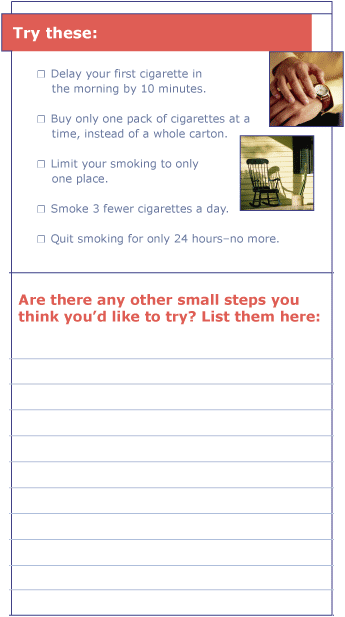 Try these:
☐ Delay your first cigarette in
the morning by 10 minutes.
☐ Buy only one pack of cigarettes at a
time, instead of a whole carton.
☐ Limit your smoking to only
one place.
☐ Smoke 3 fewer cigarettes a day.
☐ Quit smoking for only 24 hours–no more.
Are there any other small steps you
think you’d like to try? List them here: